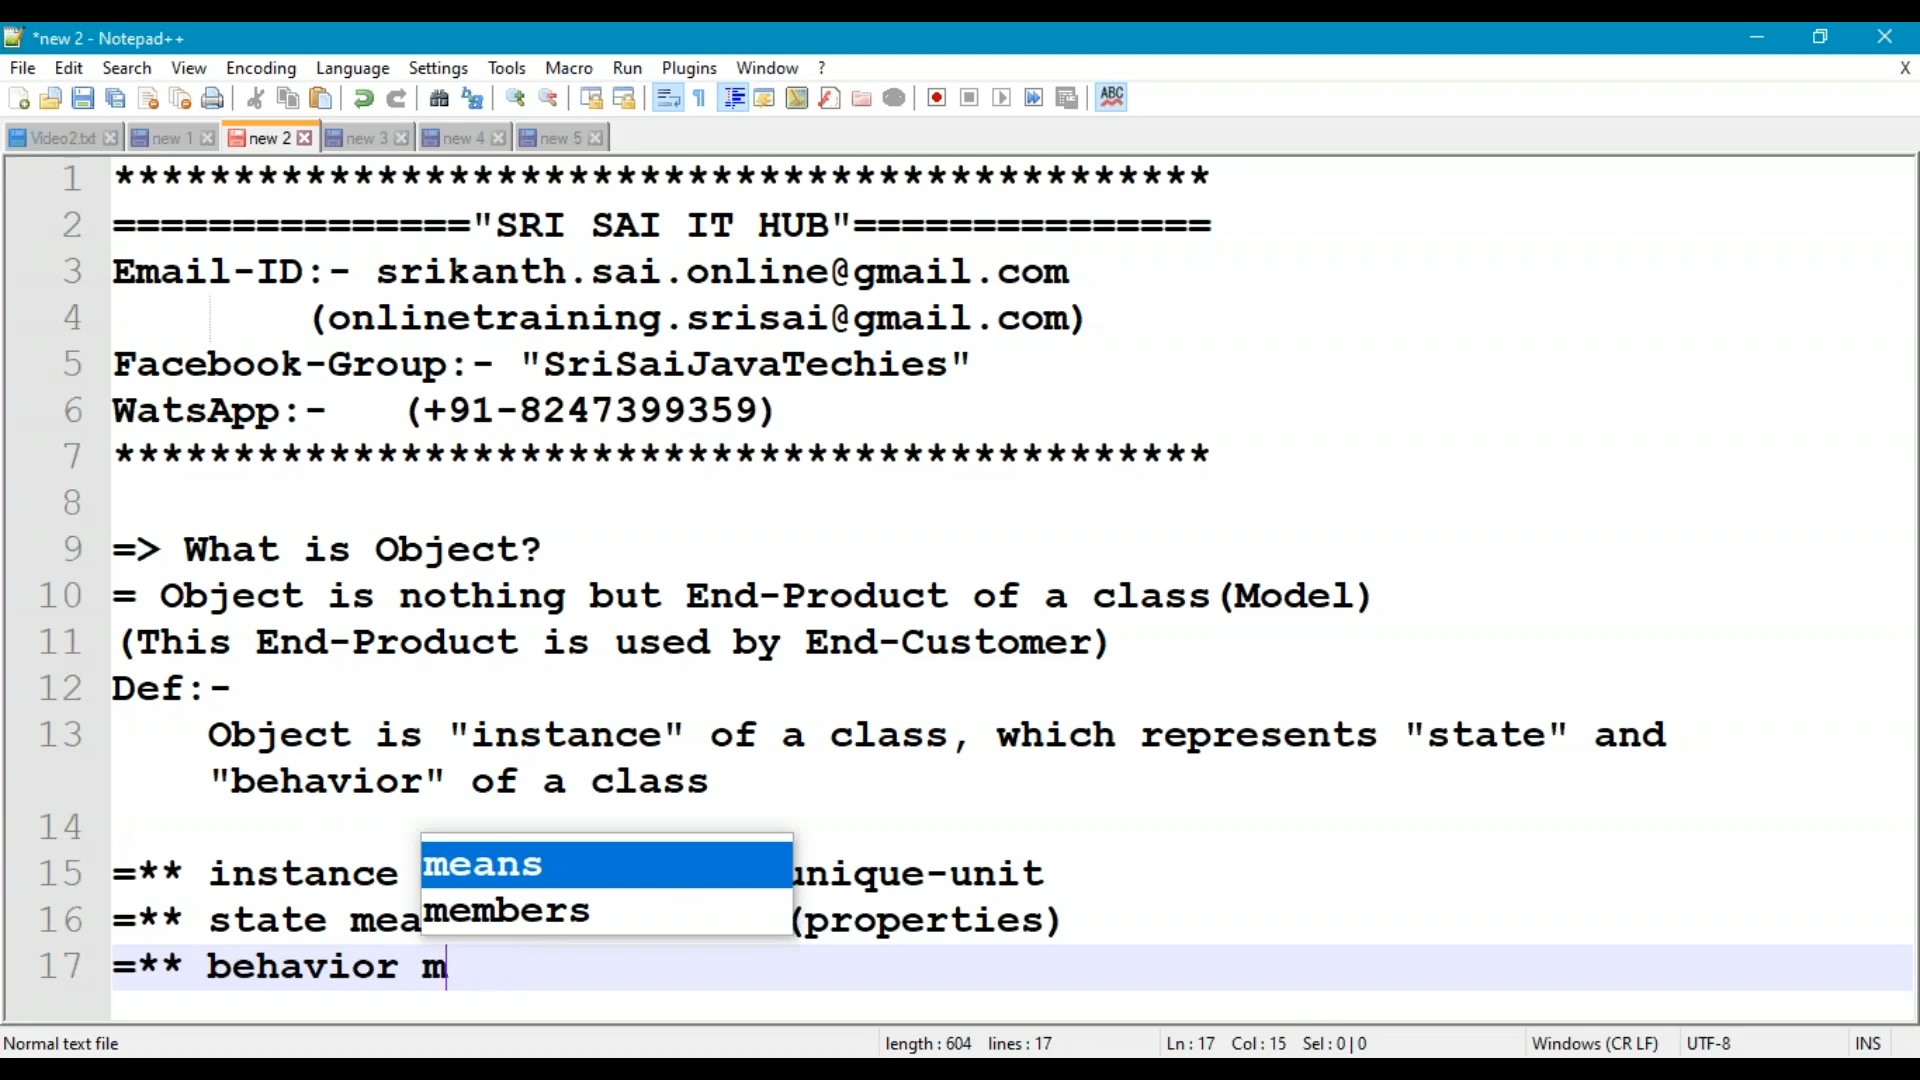 *new 2 - Notepad++
File Edit Search View Encoding Language Settings Tools Macro Run Plugins Window ? X
ABC
Video2.txt new 1 new 2 new 3 new 4 new 5
1 **********************************************
2 ==============="SRI SAI IT HUB"===============
3 Email-ID:- srikanth.sai.online@gmail.com
4 (onlinetraining.srisai@gmail.com)
5 Facebook-Group:- "SriSaiJavaTechies"
6 WatsApp:- (+91-8247399359)
7 **********************************************
8
9 => What is Object?
10 = Object is nothing but End-Product of a class(Model)
11 (This End-Product is used by End-Customer)
12 Def:-
13 Object is "instance" of a class, which represents "state" and
"behavior" of a class
14
means
15 =** instance unique-unit
members
16 =** state mea (properties)
17 =** behavior m
Normal text file length : 604 lines : 17 Ln : 17 Col : 15 Sel : 0 | 0 Windows (CR LF) UTF-8 INS